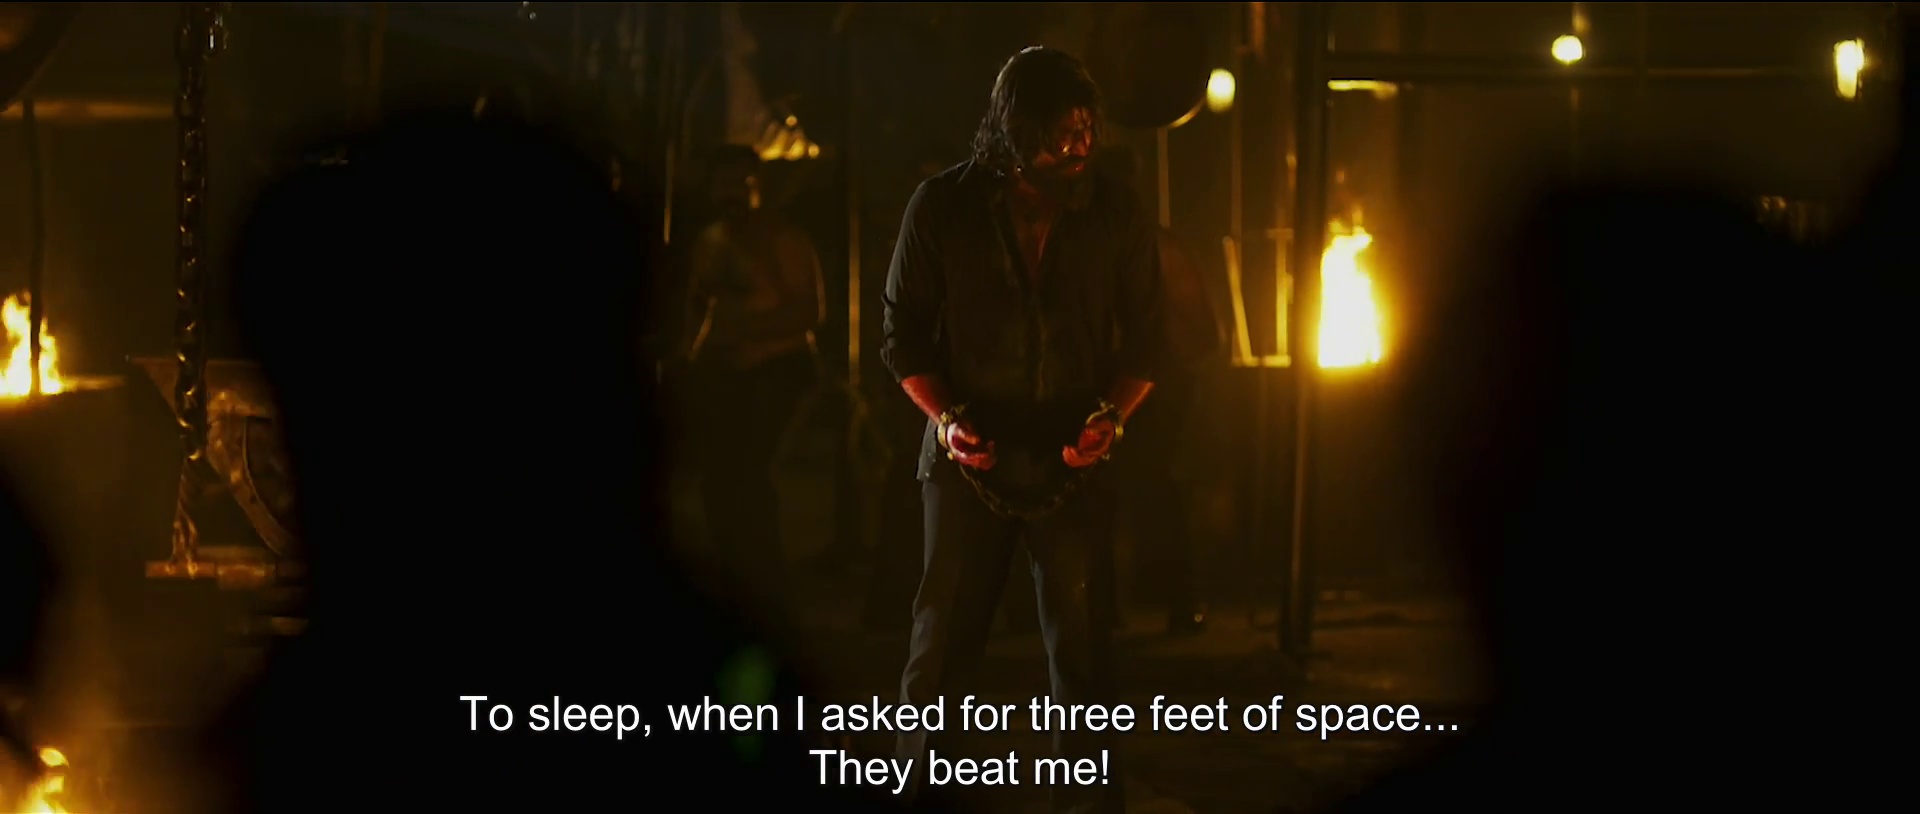 To sleep, when I asked for three feet of space...
They beat me!